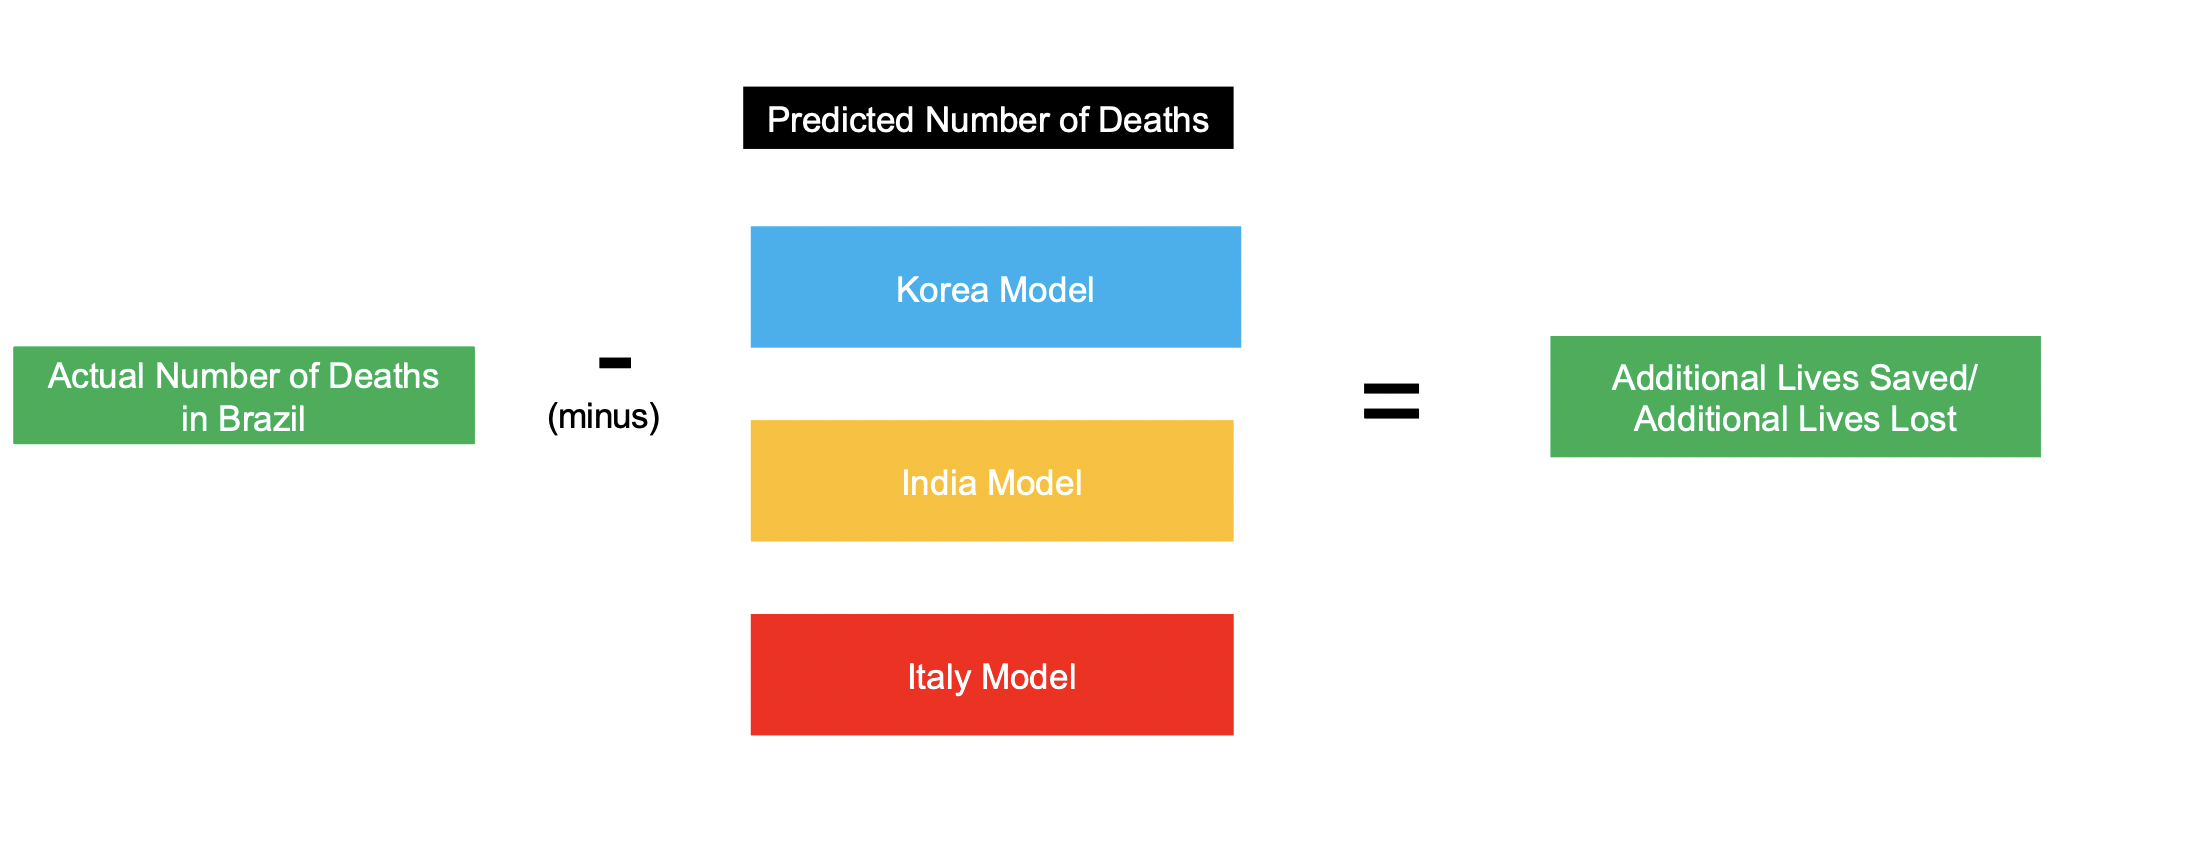 Predicted Number of Deaths
Korea Model
Actual Number of Deaths
in Brazil
-
(minus)
India Model
Italy Model
=
Additional Lives Saved/
Additional Lives Lost